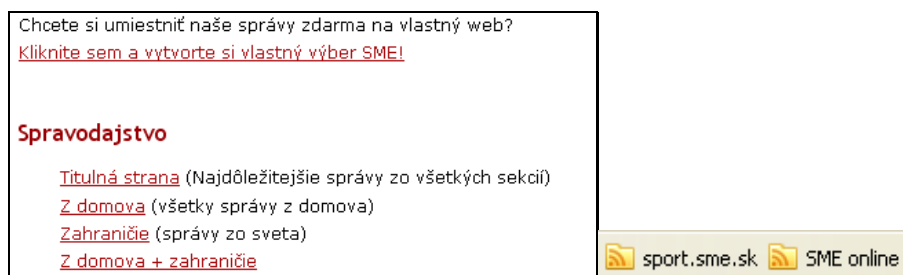 Chcete si umiestniť naše správy zdarma na vlastný web?
Kliknite sem a vytvorte si vlastný výber SME!
Spravodajstvo
Titulná strana (Najdôležitejšie správy zo všetkých sekcií)
Z domova (všetky správy z domova)
Zahraničie (správy zo sveta)
Z domova + zahraničie
sport.sme.sk SME online